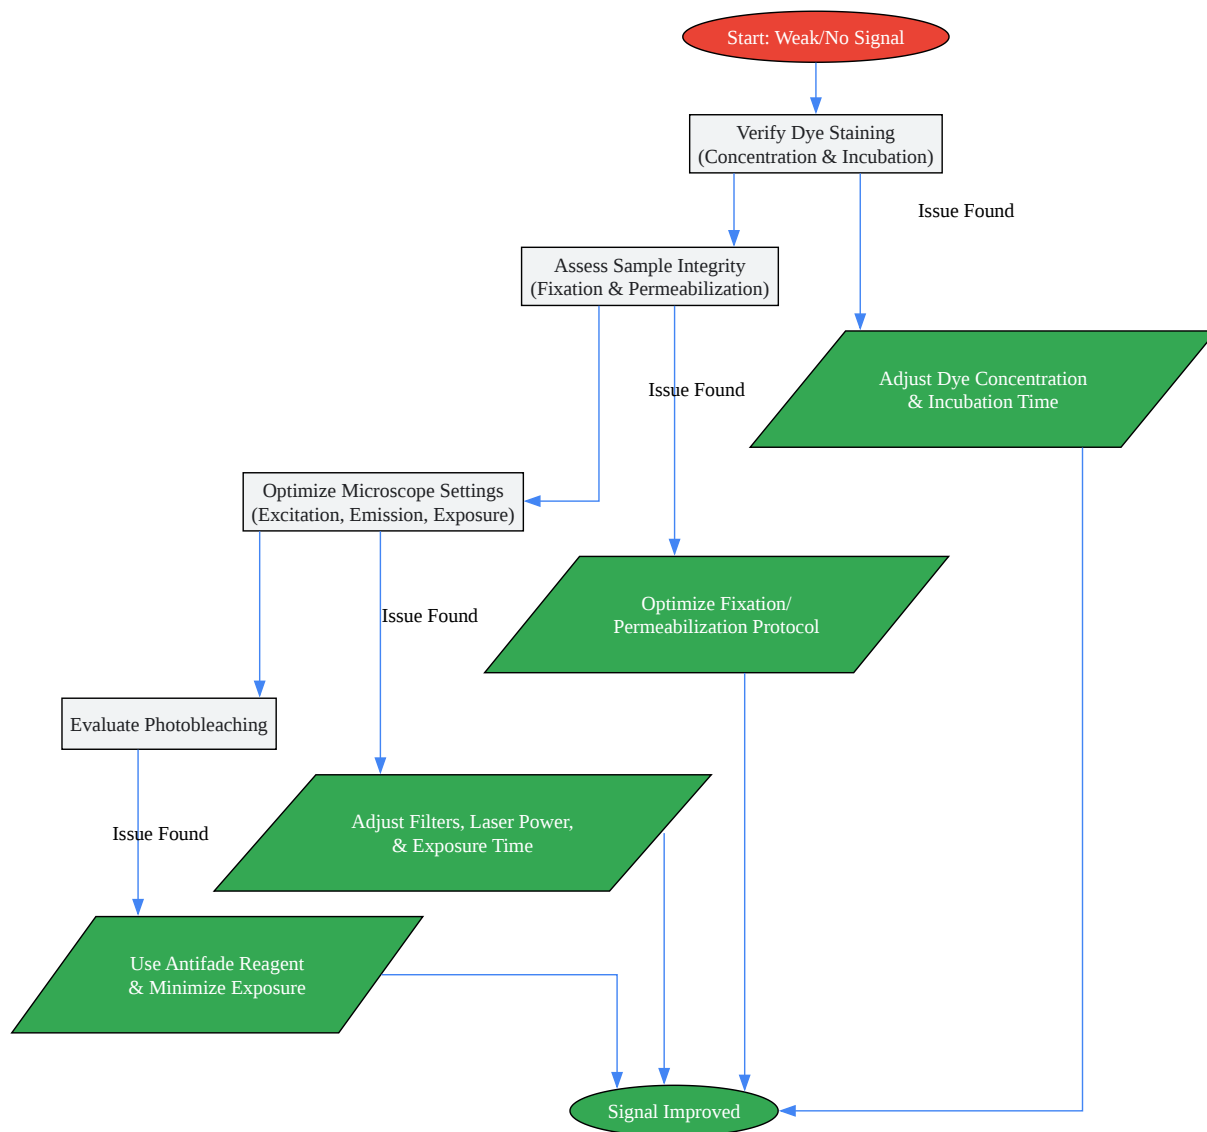 Start: Weak/No Signal
Verify Dye Staining
(Concentration & Incubation)
Issue Found
Assess Sample Integrity
(Fixation & Permeabilization)
Issue Found
Adjust Dye Concentration
& Incubation Time
Optimize Microscope Settings
(Excitation, Emission, Exposure)
Issue Found
Optimize Fixation/
Permeabilization Protocol
Evaluate Photobleaching
Issue Found
Adjust Filters, Laser Power,
& Exposure Time
Use Antifade Reagent
& Minimize Exposure
Signal Improved